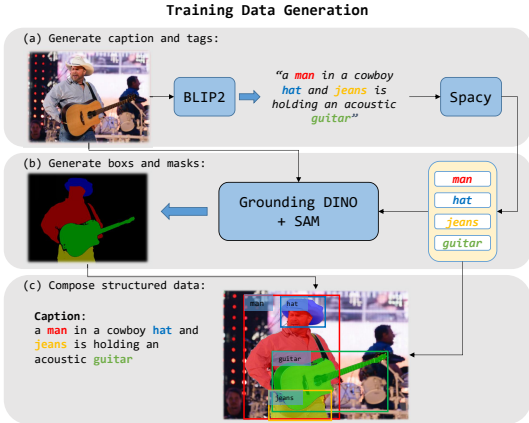 Training Data Generation
(a) Generate caption and tags:
BLIP2
“a man in a cowboy
hat and jeans is
holding an acoustic
guitar”
Spacy
(b) Generate boxs and masks:
Grounding DINO
+ SAM
man
hat
jeans
guitar
(c) Compose structured data:
Caption:
a man in a cowboy hat and
jeans is holding an
acoustic guitar
man
hat
guitar
jeans